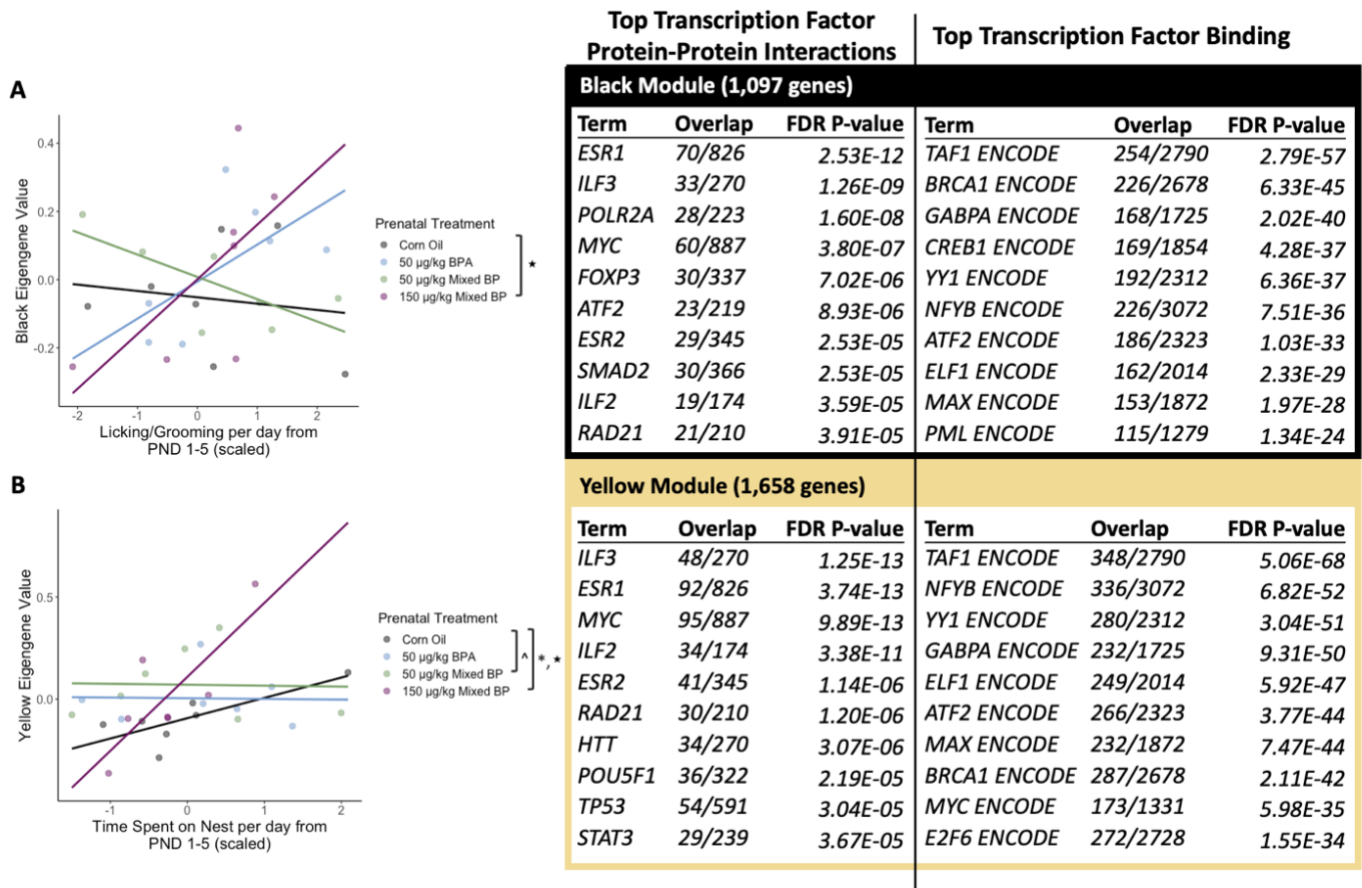 Top Transcription Factor
Protein-Protein Interactions
Top Transcription Factor Binding
A
0.4
0.2
0.0
-0.2
Black Eigengene Value
-2
-1
0
1
2
Licking/Grooming per day from
PND 1-5 (scaled)
Prenatal Treatment
Corn Oil
50 µg/kg BPA
50 µg/kg Mixed BP
150 µg/kg Mixed BP
★
Black Module (1,097 genes)
Term Overlap FDR P-value Term Overlap FDR P-value
ESR1 70/826 2.53E-12 TAF1 ENCODE 254/2790 2.79E-57
ILF3 33/270 1.26E-09 BRCA1 ENCODE 226/2678 6.33E-45
POLR2A 28/223 1.60E-08 GABPA ENCODE 168/1725 2.02E-40
MYC 60/887 3.80E-07 CREB1 ENCODE 169/1854 4.28E-37
FOXP3 30/337 7.02E-06 YY1 ENCODE 192/2312 6.36E-37
ATF2 23/219 8.93E-06 NFYB ENCODE 226/3072 7.51E-36
ESR2 29/345 2.53E-05 ATF2 ENCODE 186/2323 1.03E-33
SMAD2 30/366 2.53E-05 ELF1 ENCODE 162/2014 2.33E-29
ILF2 19/174 3.59E-05 MAX ENCODE 153/1872 1.97E-28
RAD21 21/210 3.91E-05 PML ENCODE 115/1279 1.34E-24
B
0.5
0.0
Yellow Eigengene Value
-1
0
1
2
Time Spent on Nest per day from
PND 1-5 (scaled)
Prenatal Treatment
Corn Oil
50 µg/kg BPA
50 µg/kg Mixed BP
150 µg/kg Mixed BP
^
*,★
Yellow Module (1,658 genes)
Term Overlap FDR P-value Term Overlap FDR P-value
ILF3 48/270 1.25E-13 TAF1 ENCODE 348/2790 5.06E-68
ESR1 92/826 3.74E-13 NFYB ENCODE 336/3072 6.82E-52
MYC 95/887 9.89E-13 YY1 ENCODE 280/2312 3.04E-51
ILF2 34/174 3.38E-11 GABPA ENCODE 232/1725 9.31E-50
ESR2 41/345 1.14E-06 ELF1 ENCODE 249/2014 5.92E-47
RAD21 30/210 1.20E-06 ATF2 ENCODE 266/2323 3.77E-44
HTT 34/270 3.07E-06 MAX ENCODE 232/1872 7.47E-44
POU5F1 36/322 2.19E-05 BRCA1 ENCODE 287/2678 2.11E-42
TP53 54/591 3.04E-05 MYC ENCODE 173/1331 5.98E-35
STAT3 29/239 3.67E-05 E2F6 ENCODE 272/2728 1.55E-34